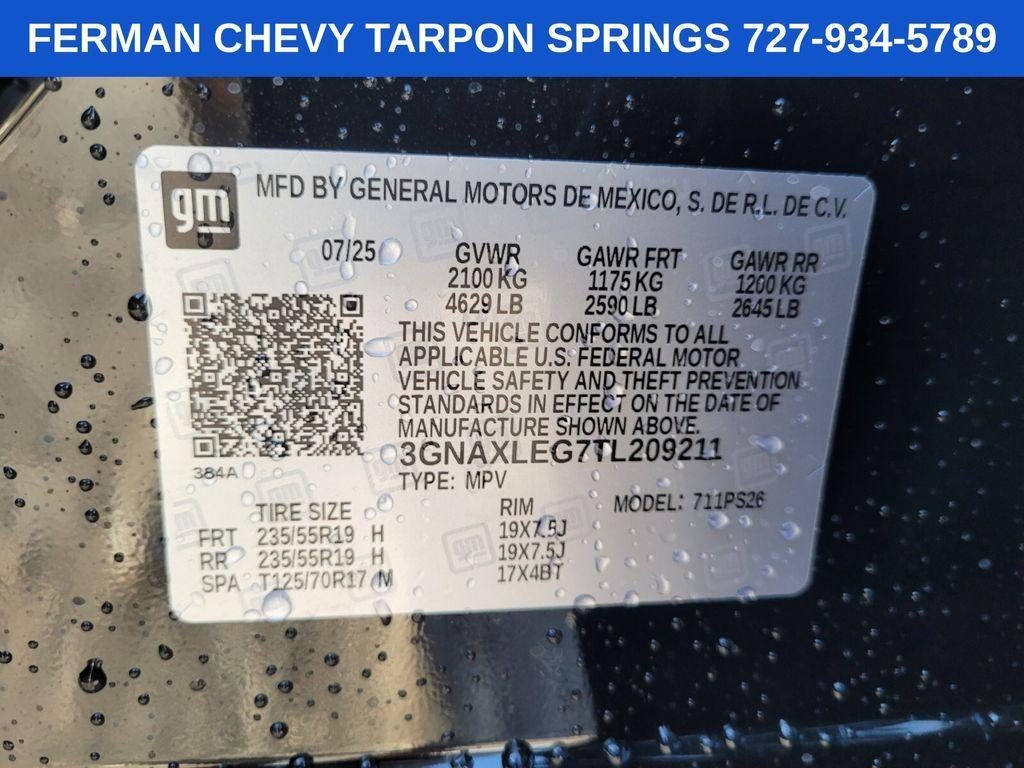 FERMAN CHEVY TARPON SPRINGS 727-934-5789
gm MFD BY GENERAL MOTORS DE MEXICO, S. DE R.L. DE C.V.
07/25 GVWR GAWR FRT GAWR RR
2100 KG 1175 KG 1200 KG
4629 LB 2590 LB 2645 LB
THIS VEHICLE CONFORMS TO ALL
APPLICABLE U.S. FEDERAL MOTOR
VEHICLE SAFETY AND THEFT PREVENTION
STANDARDS IN EFFECT ON THE DATE OF
MANUFACTURE SHOWN ABOVE.
3GNAXLEG7TL209211
384A
TYPE: MPV MODEL: 711PS26
TIRE SIZE RIM
FRT 235/55R19 H 19X7.5J
RR 235/55R19 H 19X7.5J
SPA T125/70R17 M 17X4BT